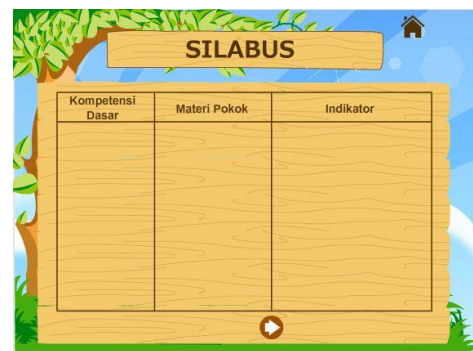 SILABUS
Kompetensi
Dasar
Materi Pokok
Indikator